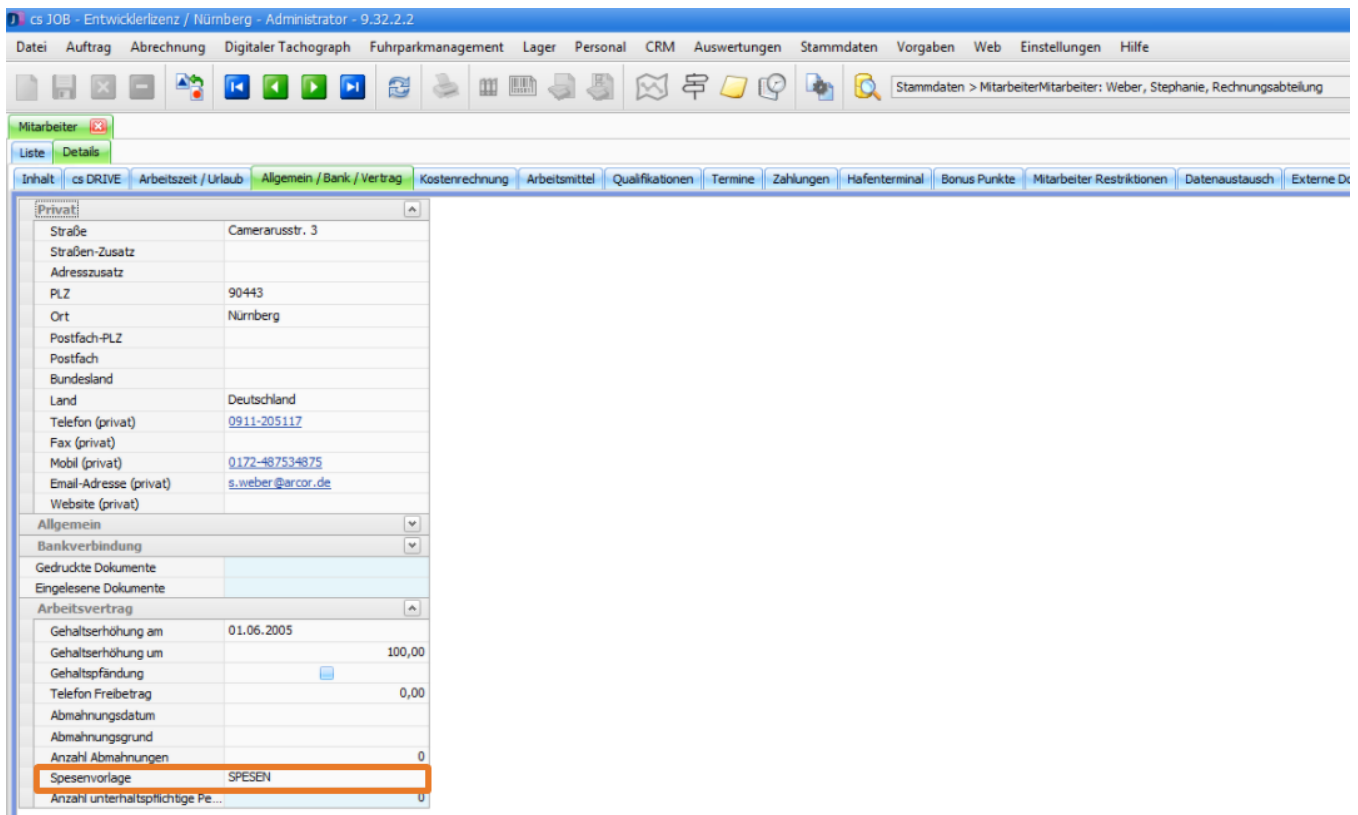 cs JOB - Entwicklerlizenz / Nürnberg - Administrator - 9.32.2.2
Datei Auftrag Abrechnung Digitaler Tachograph Fuhrparkmanagement Lager Personal CRM Auswertungen Stammdaten Vorgaben Web Einstellungen Hilfe
Stammdaten > MitarbeiterMitarbeiter: Weber, Stephanie, Rechnungsabteilung
Mitarbeiter
Liste Details
Inhalt cs DRIVE Arbeitszeit / Urlaub Allgemein / Bank / Vertrag Kostenrechnung Arbeitsmittel Qualifikationen Termine Zahlungen Hafenterminal Bonus Punkte Mitarbeiter Restriktionen Datenaustausch Externe Do
Privat
Straße Camerarusstr. 3
Straßen-Zusatz
Adresszusatz
PLZ 90443
Ort Nürnberg
Postfach-PLZ
Postfach
Bundesland
Land Deutschland
Telefon (privat) 0911-205117
Fax (privat)
Mobil (privat) 0172-487534875
Email-Adresse (privat) s.weber@arcor.de
Website (privat)
Allgemein
Bankverbindung
Gedruckte Dokumente
Eingelesene Dokumente
Arbeitsvertrag
Gehaltserhöhung am 01.06.2005
Gehaltserhöhung um 100,00
Gehaltspfändung
Telefon Freibetrag 0,00
Abmahnungsdatum
Abmahnungsgrund
Anzahl Abmahnungen 0
Spesenvorlage SPESEN
Anzahl unterhaltspflichtige Pe... 0